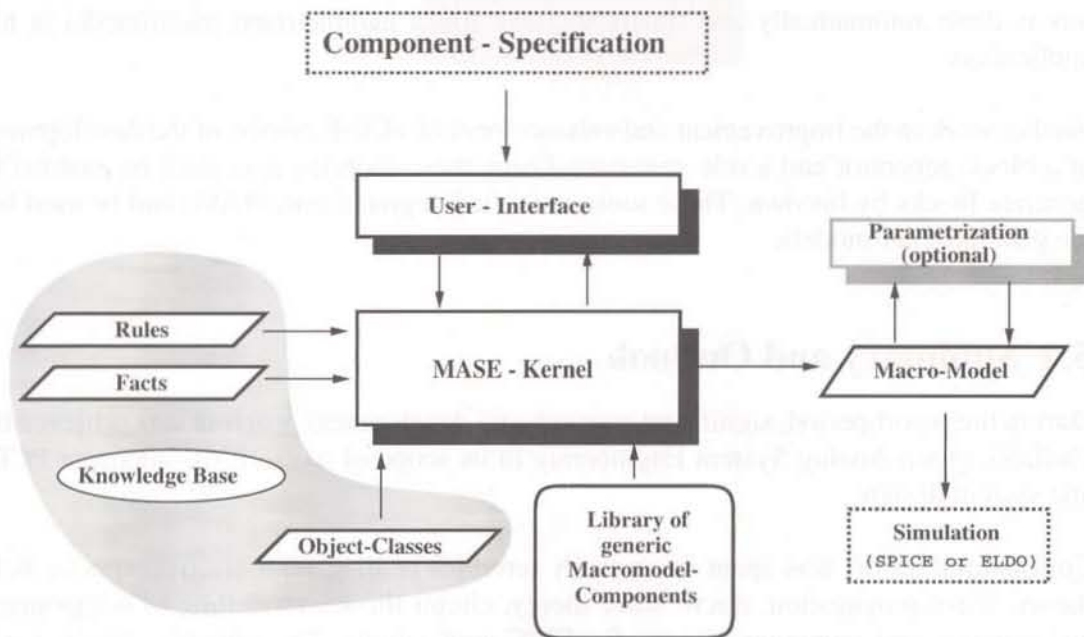 Component - Specification
User - Interface
Parametrization
(optional)
Rules
Facts
MASE - Kernel
Macro-Model
Knowledge Base
Object-Classes
Library of
generic
Macromodel-
Components
Simulation
(SPICE or ELDO)